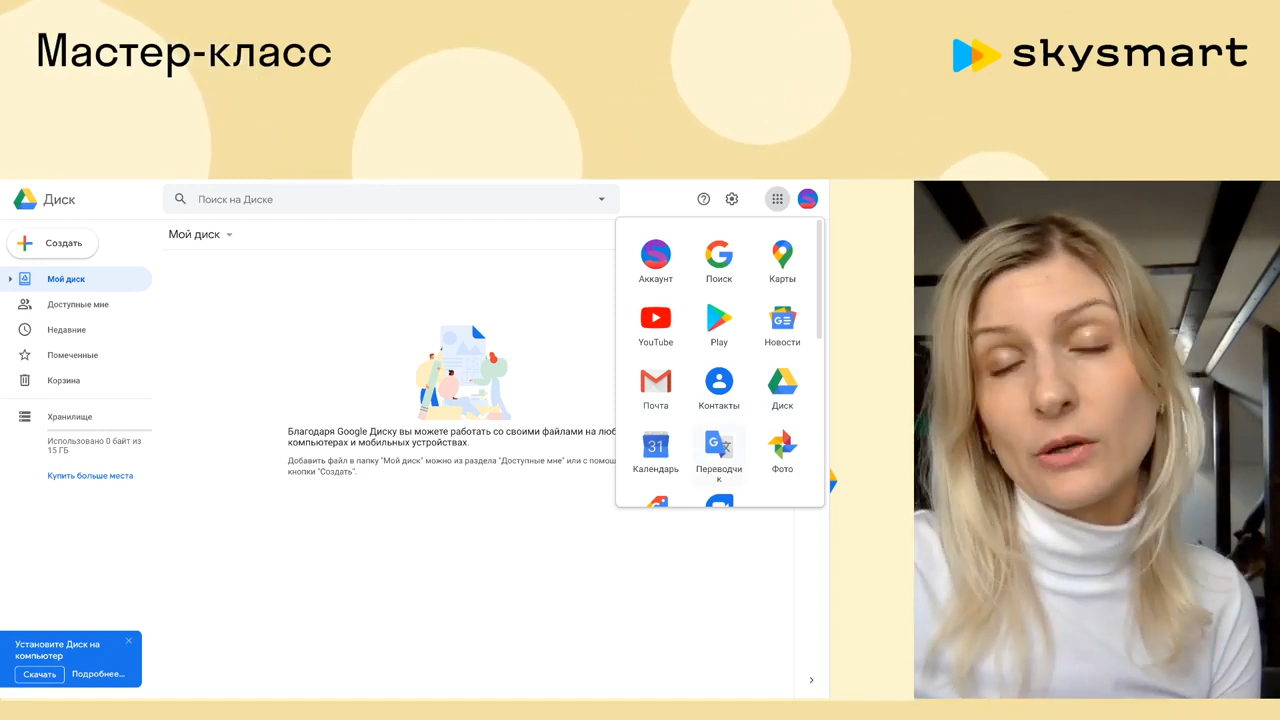 Мастер-класс
skysmart
Диск
Поиск на Диске
Создать
Мой диск
Доступные мне
Недавние
Помеченные
Корзина
Хранилище
Использовано 0 байт из
15 ГБ
Купить больше места
Установите Диск на
компьютер
Скачать
Подробнее...
Мой диск
Благодаря Google Диску вы можете работать со своими файлами на лю
компьютерах и мобильных устройствах.
Добавить файл в папку "Мой диск" можно из раздела "Доступные мне" или с помощ
кнопки "Создать".
Аккаунт
Поиск
Карты
YouTube
Play
Новости
Почта
Контакты
Диск
31
Календарь
Переводчи
к
Фото